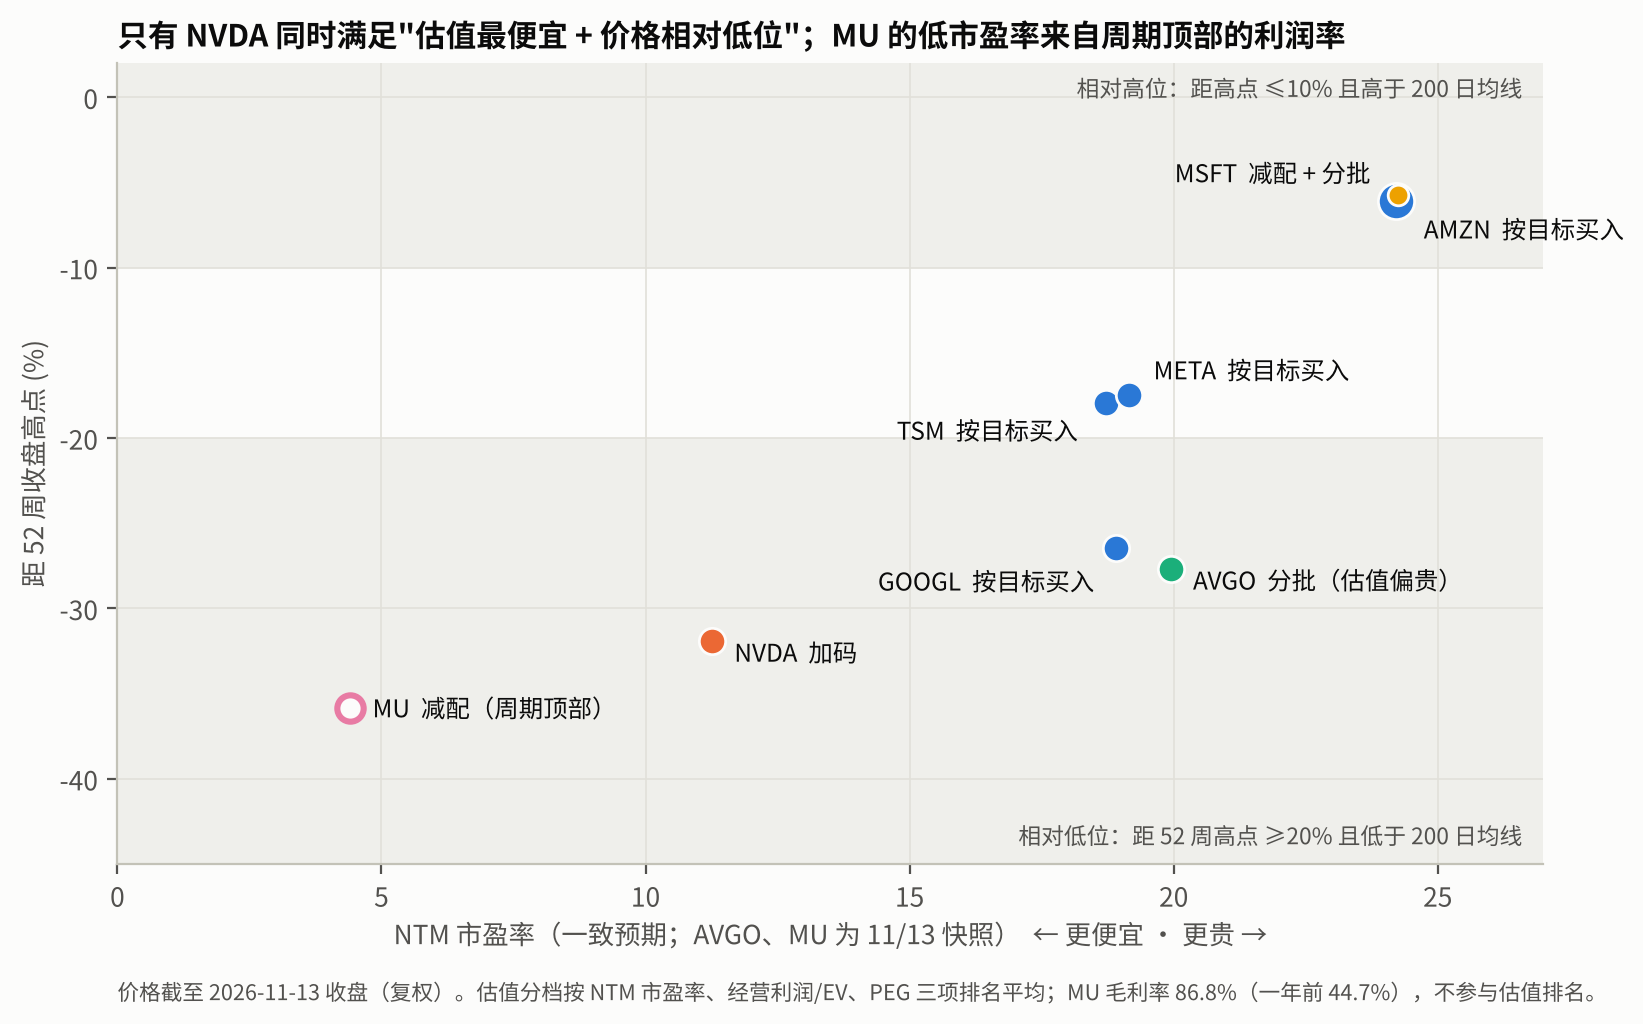 只有 NVDA 同时满足"估值最便宜 + 价格相对低位"；MU 的低市盈率来自周期顶部的利润率
相对高位：距高点 ≤10% 且高于 200 日均线
MSFT 减配 + 分批
AMZN 按目标买入
META 按目标买入
TSM 按目标买入
GOOGL 按目标买入
AVGO 分批（估值偏贵）
NVDA 加码
MU 减配（周期顶部）
相对低位：距 52 周高点 ≥20% 且低于 200 日均线
距 52 周收盘高点 (%)
0
-10
-20
-30
-40
0 5 10 15 20 25
NTM 市盈率（一致预期；AVGO、MU 为 11/13 快照） ← 更便宜 · 更贵 →
价格截至 2026-11-13 收盘（复权）。估值分档按 NTM 市盈率、经营利润/EV、PEG 三项排名平均；MU 毛利率 86.8%（一年前 44.7%），不参与估值排名。